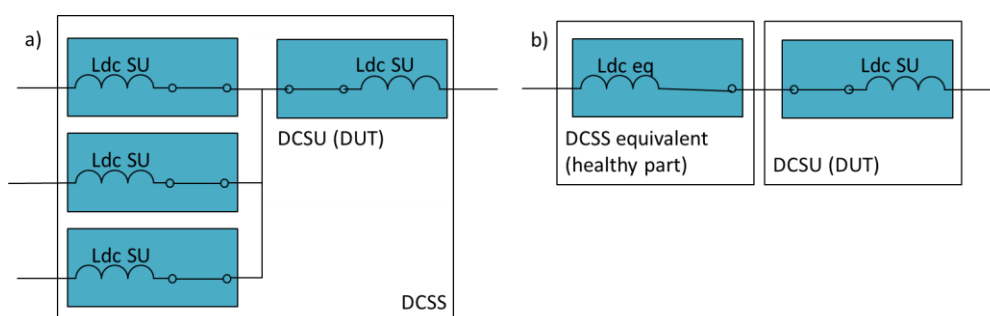 a)
Ldc SU
Ldc SU
DCSU (DUT)
Ldc SU
Ldc SU
DCSS
b)
Ldc eq
Ldc SU
DCSS equivalent
(healthy part)
DCSU (DUT)